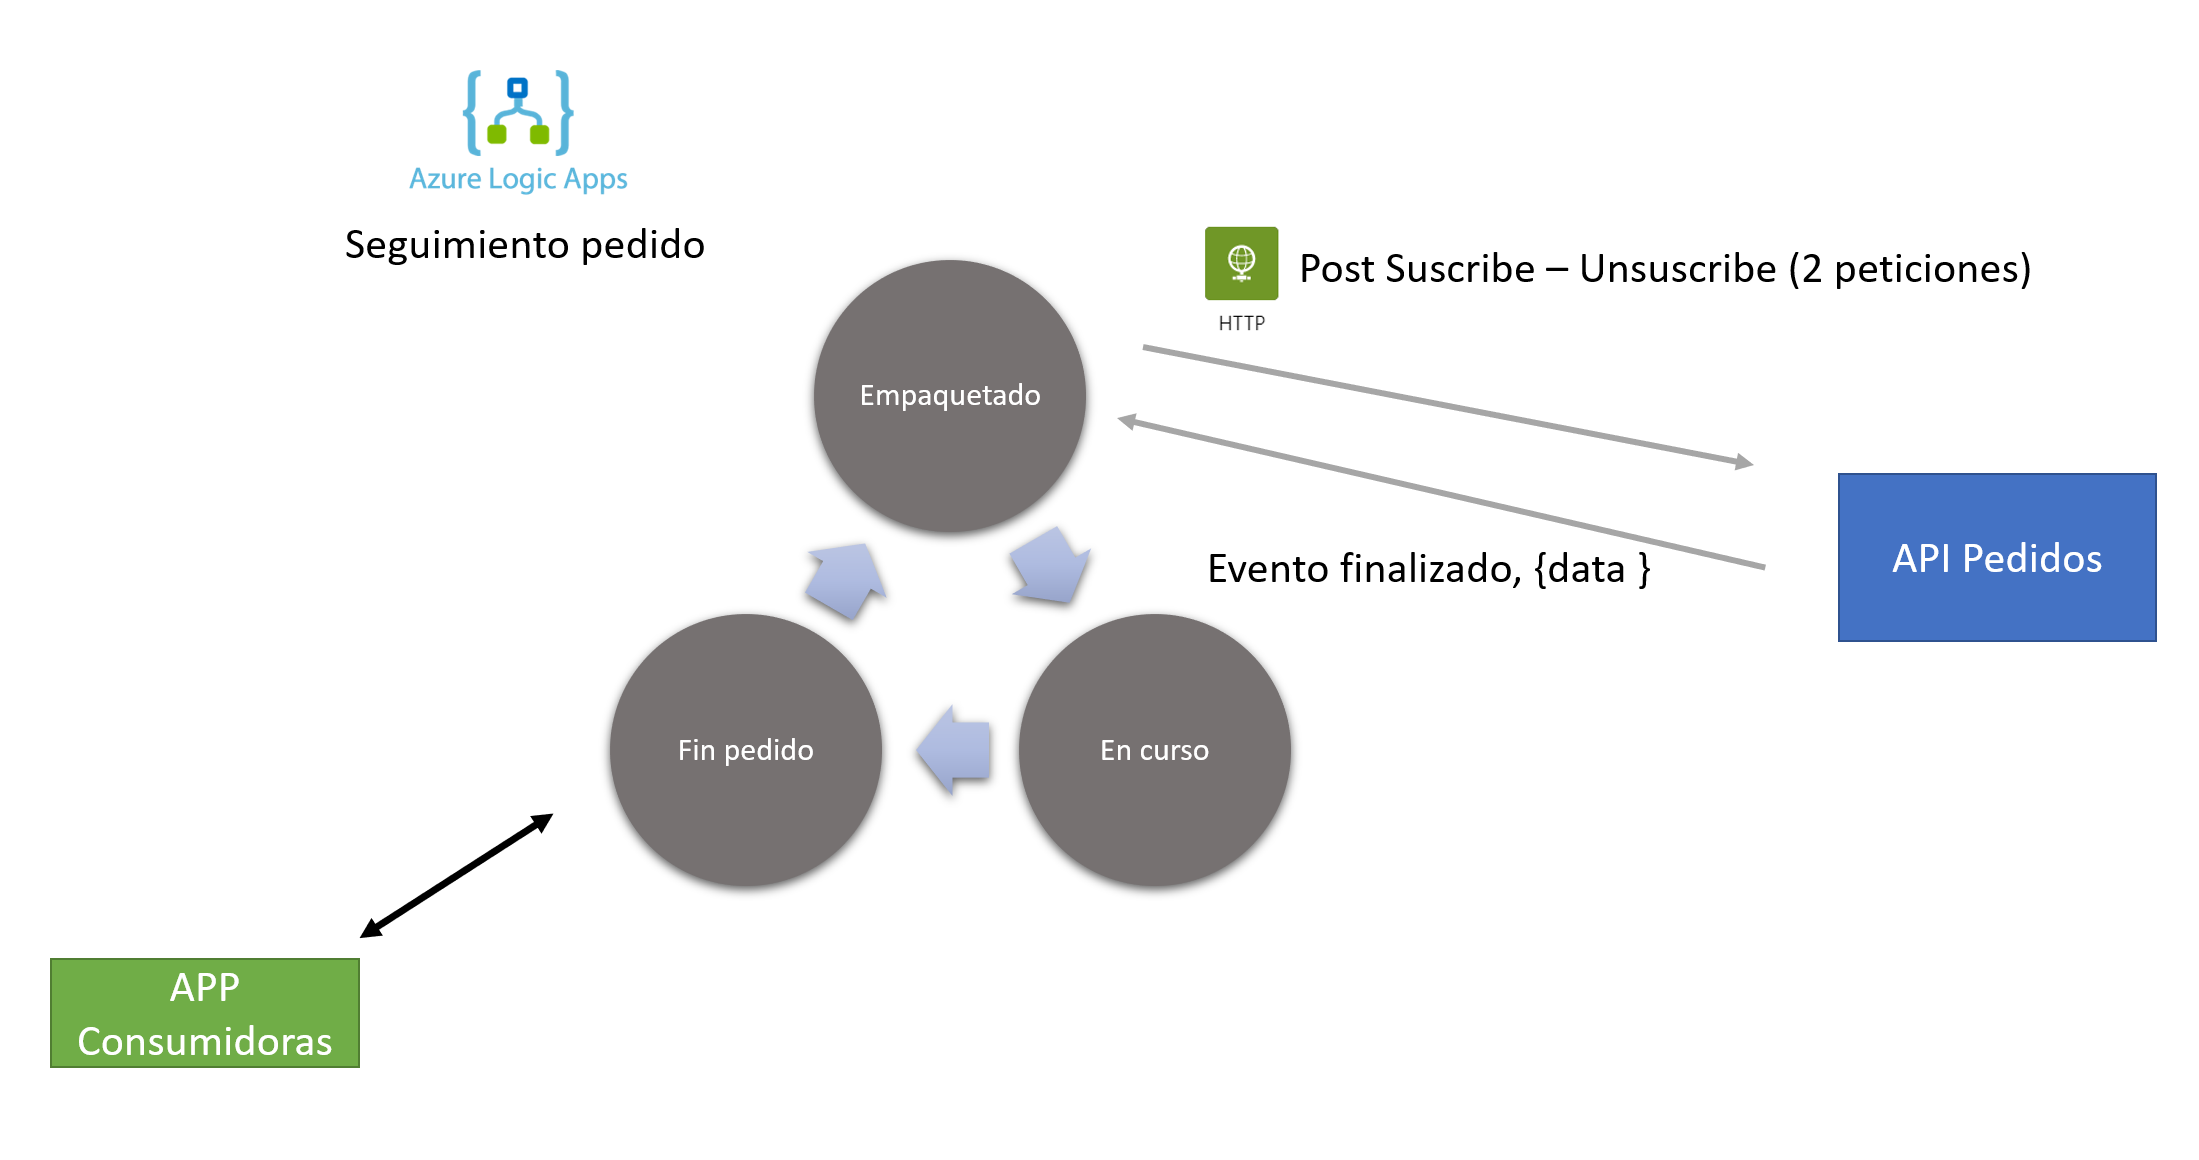 Azure Logic Apps
Seguimiento pedido
Post Suscribe – Unsuscribe (2 peticiones)
HTTP
Empaquetado
API Pedidos
Evento finalizado, {data }
Fin pedido
En curso
APP
Consumidoras